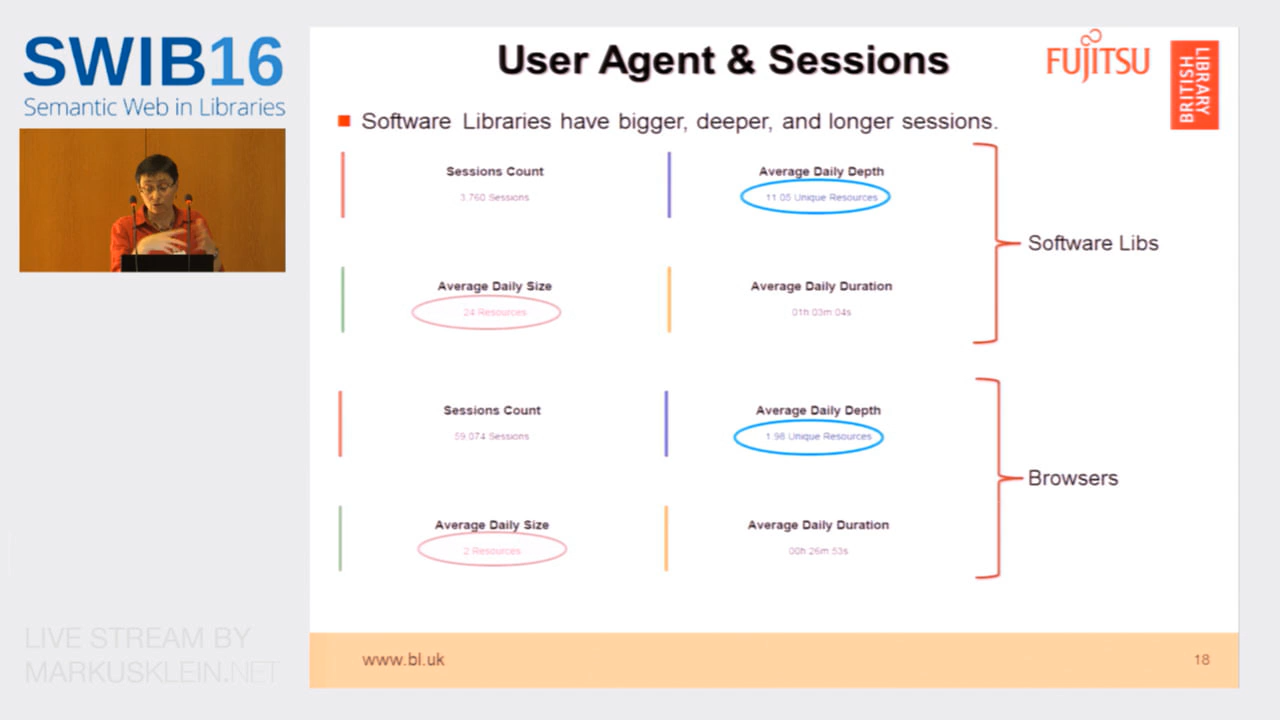 SWIB16
Semantic Web in Libraries
User Agent & Sessions
FUJITSU
BRITISH
LIBRARY
Software Libraries have bigger, deeper, and longer sessions.
Sessions Count
3.760 Sessions
Average Daily Depth
11.05 Unique Resources
Average Daily Size
24 Resources
Average Daily Duration
01h 03m 04s
Software Libs
Sessions Count
59.074 Sessions
Average Daily Depth
1.98 Unique Resources
Average Daily Size
2 Resources
Average Daily Duration
00h 26m 53s
Browsers
LIVE STREAM BY
MARKUSKLEIN.NET
www.bl.uk
18